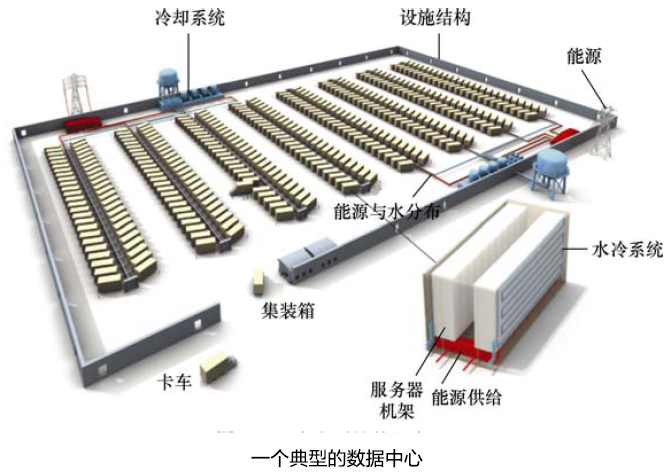 冷却系统
设施结构
能源
能源与水分布
水冷系统
集装箱
卡车
服务器
机架
能源供给
一个典型的数据中心